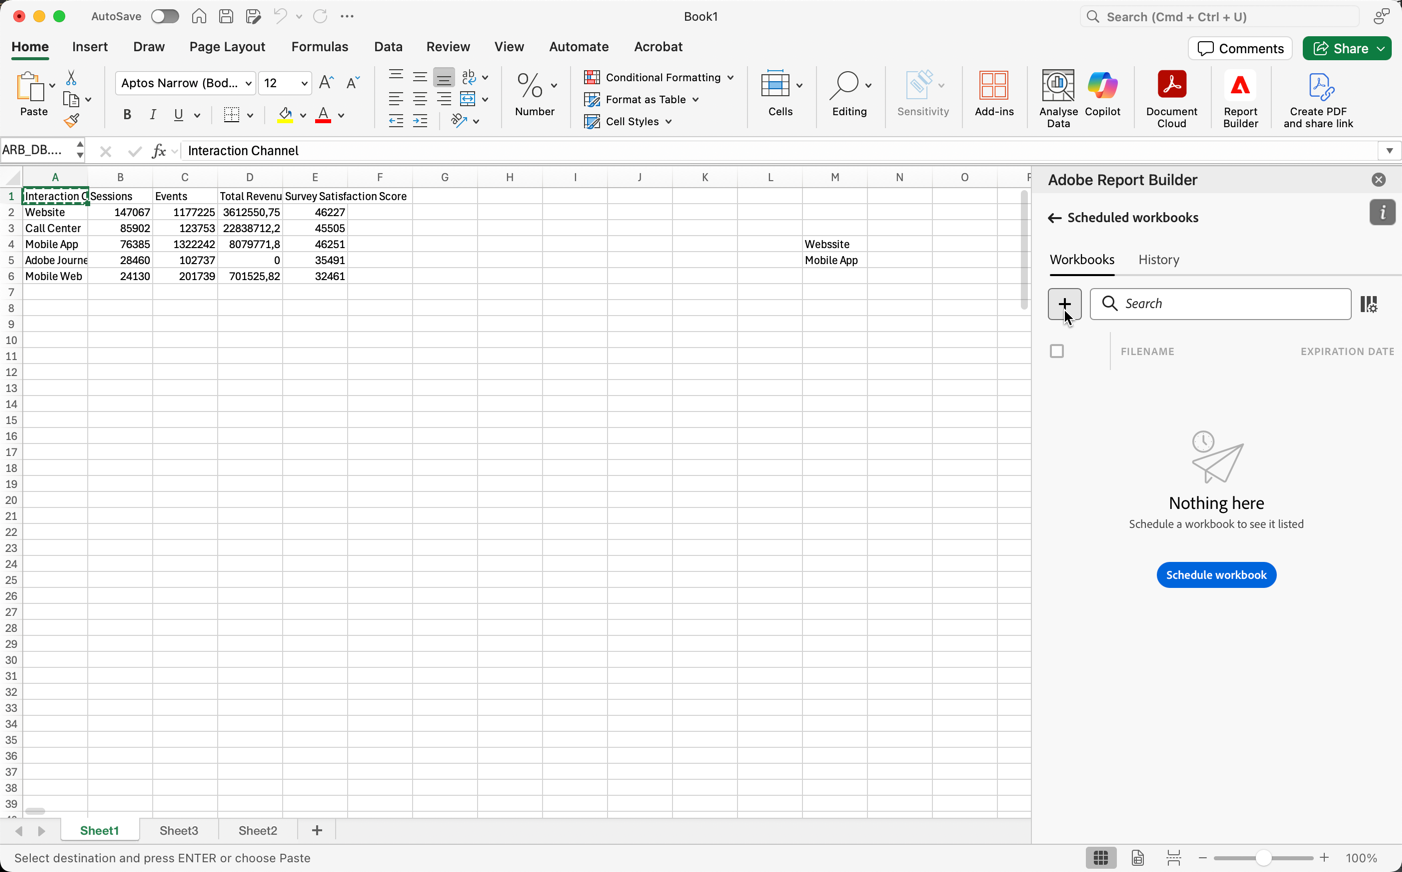 AutoSave
Book1
Search (Cmd + Ctrl + U)
Home Insert Draw Page Layout Formulas Data Review View Automate Acrobat
Comments Share
Paste
Aptos Narrow (Bod... 12
B I U A
Number
Conditional Formatting
Format as Table
Cell Styles
Cells
Editing
Sensitivity
Add-ins
Analyse Data
Copilot
Document Cloud
Report Builder
Create PDF and share link
ARB_DB.... fx Interaction Channel
A B C D E F G H I J K L M N O
1 Interaction C Sessions Events Total Revenu Survey Satisfaction Score
2 Website 147067 1177225 3612550,75 46227
3 Call Center 85902 123753 22838712,2 45505
4 Mobile App 76385 1322242 8079771,8 46251 Webssite
5 Adobe Journe 28460 102737 0 35491 Mobile App
6 Mobile Web 24130 201739 701525,82 32461
7
8
9
10
11
12
13
14
15
16
17
18
19
20
21
22
23
24
25
26
27
28
29
30
31
32
33
34
35
36
37
38
39
Adobe Report Builder
Scheduled workbooks
Workbooks History
Search
FILENAME EXPIRATION DATE
Nothing here
Schedule a workbook to see it listed
Schedule workbook
Sheet1 Sheet3 Sheet2
Select destination and press ENTER or choose Paste
100%